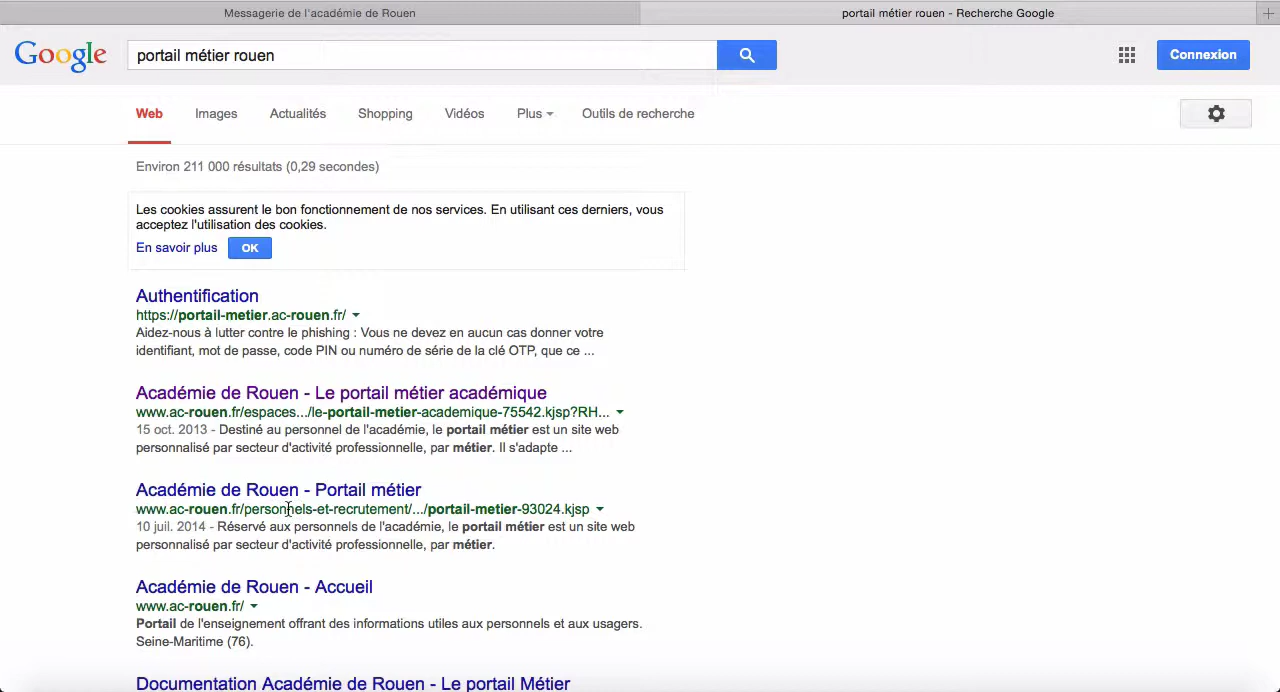 Messagerie de l'académie de Rouen
portail métier rouen - Recherche Google
Google
portail métier rouen
Connexion
Web Images Actualités Shopping Vidéos Plus Outils de recherche
Environ 211 000 résultats (0,29 secondes)
Les cookies assurent le bon fonctionnement de nos services. En utilisant ces derniers, vous
acceptez l'utilisation des cookies.
En savoir plus OK
Authentification
https://portail-metier.ac-rouen.fr/
Aidez-nous à lutter contre le phishing : Vous ne devez en aucun cas donner votre
identifiant, mot de passe, code PIN ou numéro de série de la clé OTP, que ce ...
Académie de Rouen - Le portail métier académique
www.ac-rouen.fr/espaces.../le-portail-metier-academique-75542.kjsp?RH...
15 oct. 2013 - Destiné au personnel de l'académie, le portail métier est un site web
personnalisé par secteur d'activité professionnelle, par métier. Il s'adapte ...
Académie de Rouen - Portail métier
www.ac-rouen.fr/personnels-et-recrutement/.../portail-metier-93024.kjsp
10 juil. 2014 - Réservé aux personnels de l'académie, le portail métier est un site web
personnalisé par secteur d'activité professionnelle, par métier.
Académie de Rouen - Accueil
www.ac-rouen.fr/
Portail de l'enseignement offrant des informations utiles aux personnels et aux usagers.
Seine-Maritime (76).
Documentation Académie de Rouen - Le portail Métier